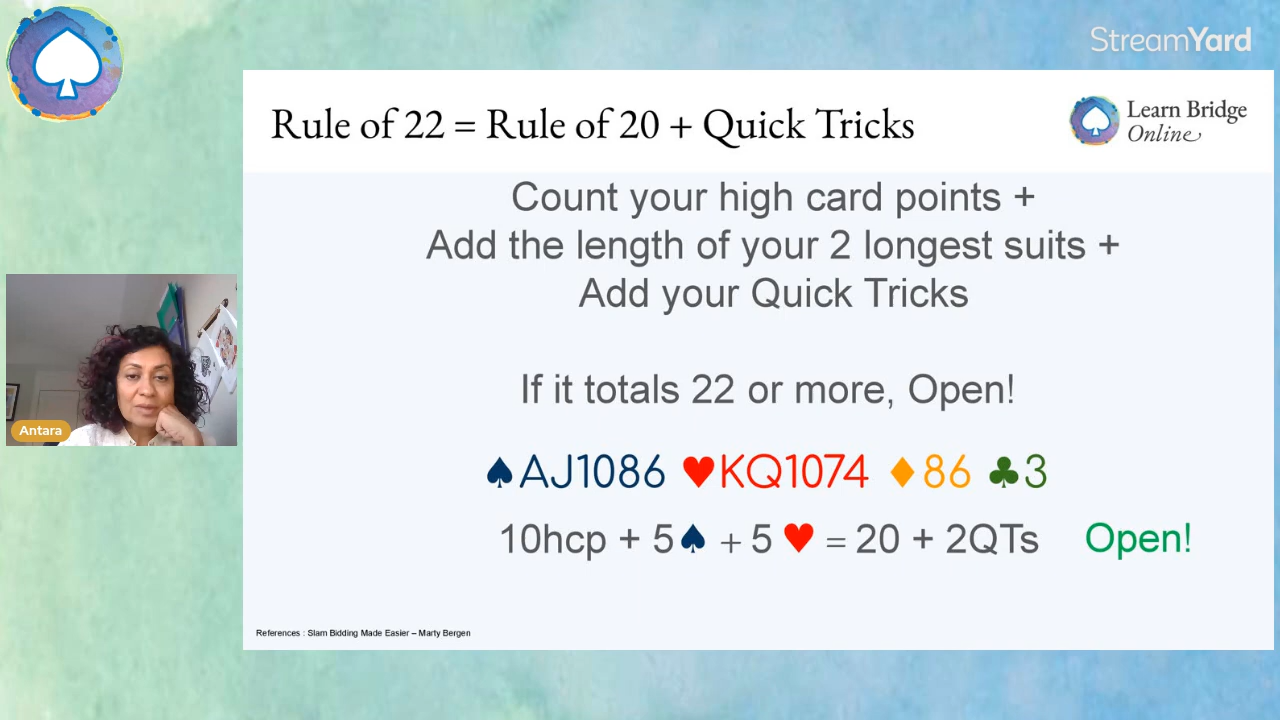 StreamYard
Rule of 22 = Rule of 20 + Quick Tricks
Learn Bridge
Online
Count your high card points +
Add the length of your 2 longest suits +
Add your Quick Tricks
If it totals 22 or more, Open!
♠AJ1086 ♥KQ1074 ♦86 ♣3
10hcp + 5♠ + 5♥ = 20 + 2QTs Open!
Antara
References : Slam Bidding Made Easier – Marty Bergen